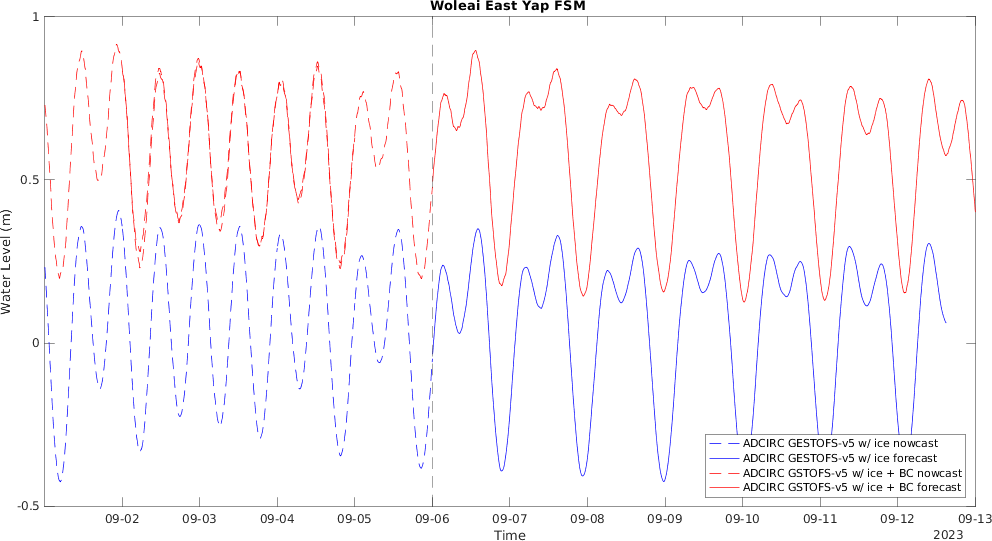 Woleai East Yap FSM
1
0.5
0
-0.5
Water Level (m)
09-02 09-03 09-04 09-05 09-06 09-07 09-08 09-09 09-10 09-11 09-12 09-13
Time
2023
ADCIRC GESTOFS-v5 w/ ice nowcast
ADCIRC GESTOFS-v5 w/ ice forecast
ADCIRC GSTOFS-v5 w/ ice + BC nowcast
ADCIRC GSTOFS-v5 w/ ice + BC forecast